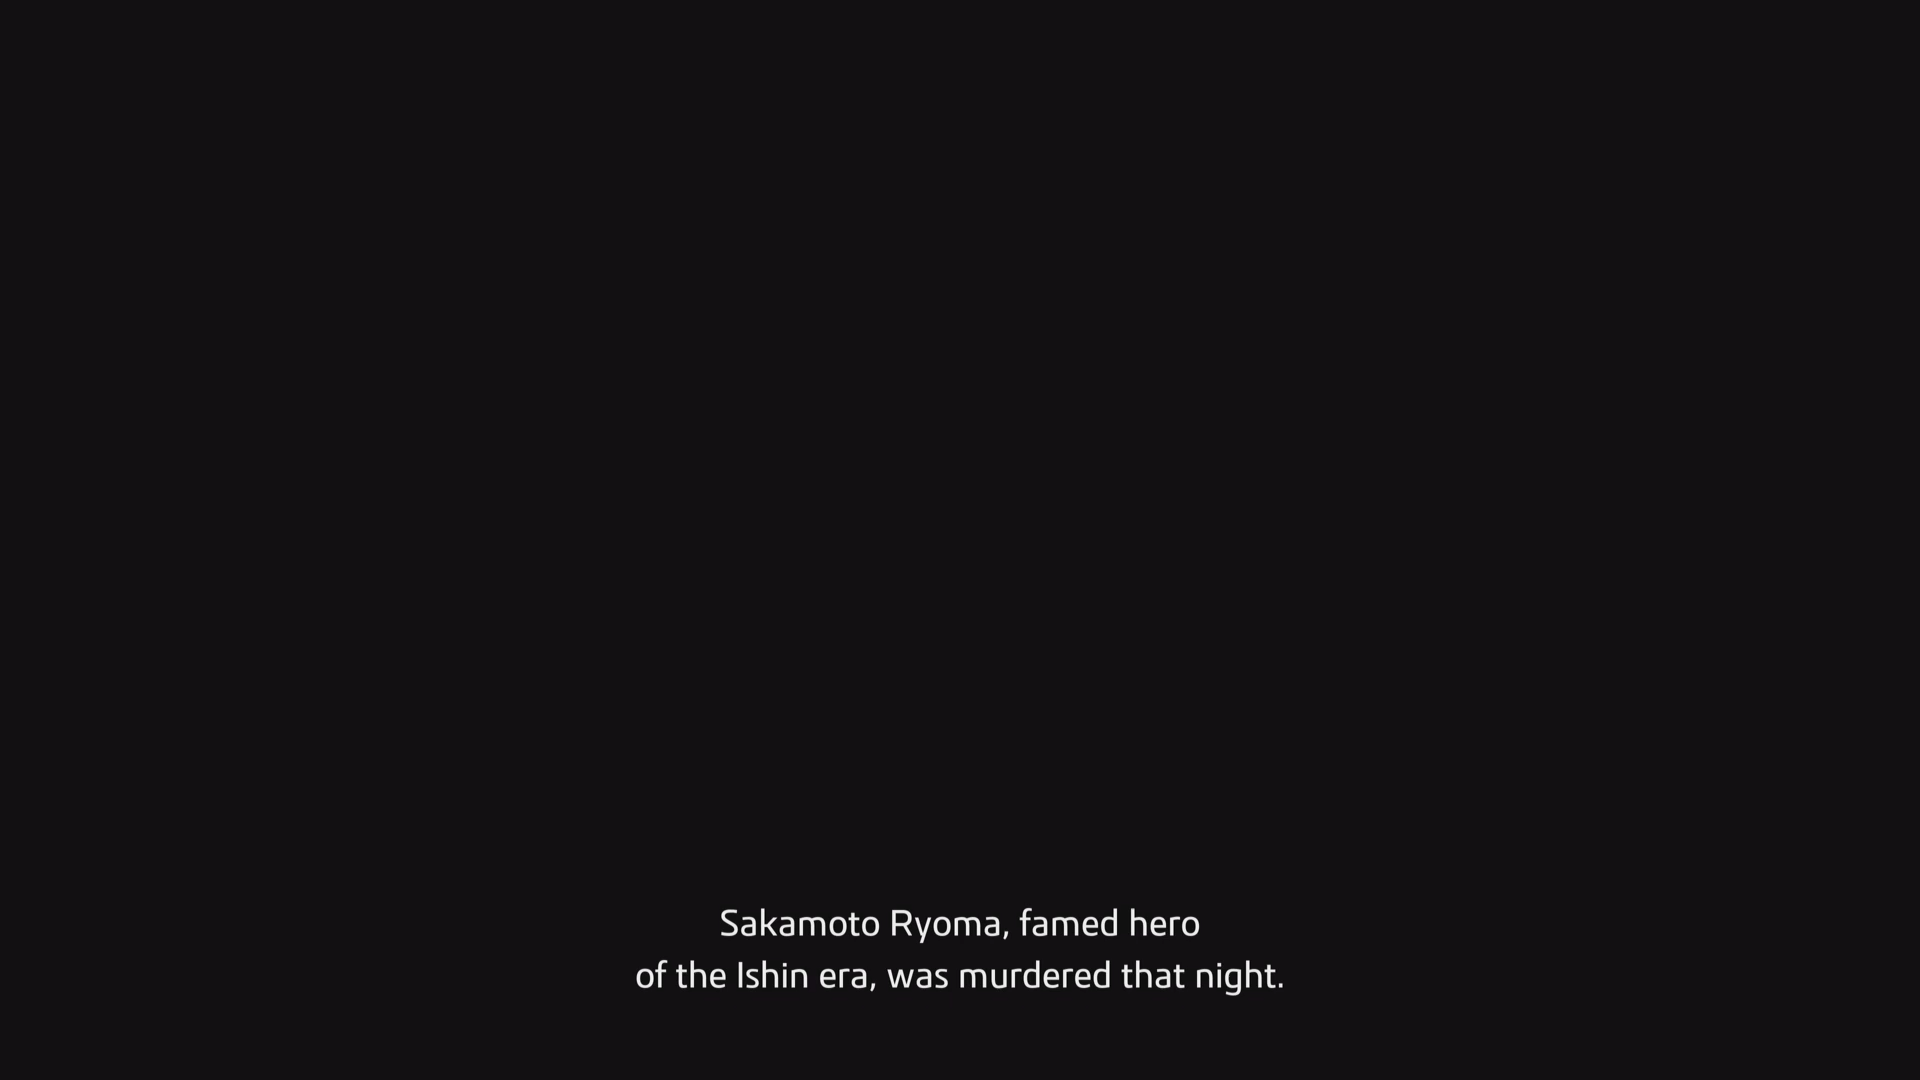 Sakamoto Ryoma, famed hero
of the Ishin era, was murdered that night.